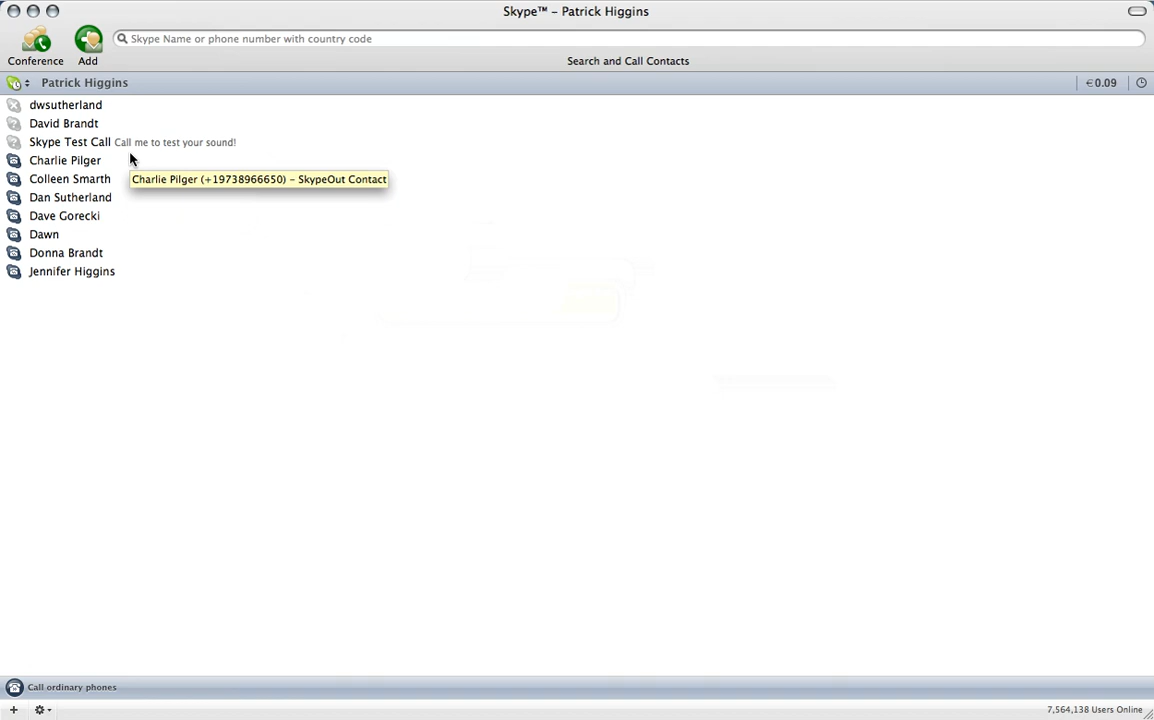 Skype™ – Patrick Higgins
Skype Name or phone number with country code
Conference Add Search and Call Contacts
Patrick Higgins €0.09
dwsutherland
David Brandt
Skype Test Call Call me to test your sound!
Charlie Pilger
Charlie Pilger (+19738966650) – SkypeOut Contact
Colleen Smarth
Dan Sutherland
Dave Gorecki
Dawn
Donna Brandt
Jennifer Higgins
Call ordinary phones
7,564,138 Users Online